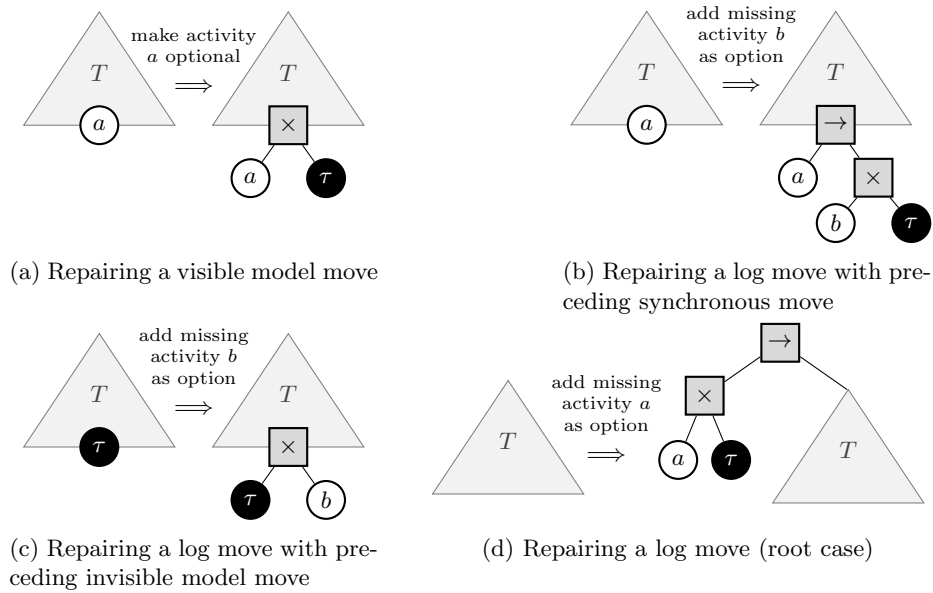 make activity
a optional
T
⟹
T
a
×
a
τ
(a) Repairing a visible model move
add missing
activity b
as option
T
⟹
T
a
→
a
×
b
τ
(b) Repairing a log move with pre-
ceding synchronous move
add missing
activity b
as option
T
⟹
T
τ
×
τ
b
(c) Repairing a log move with pre-
ceding invisible model move
→
add missing
activity a
as option
×
T
⟹
T
a
τ
(d) Repairing a log move (root case)